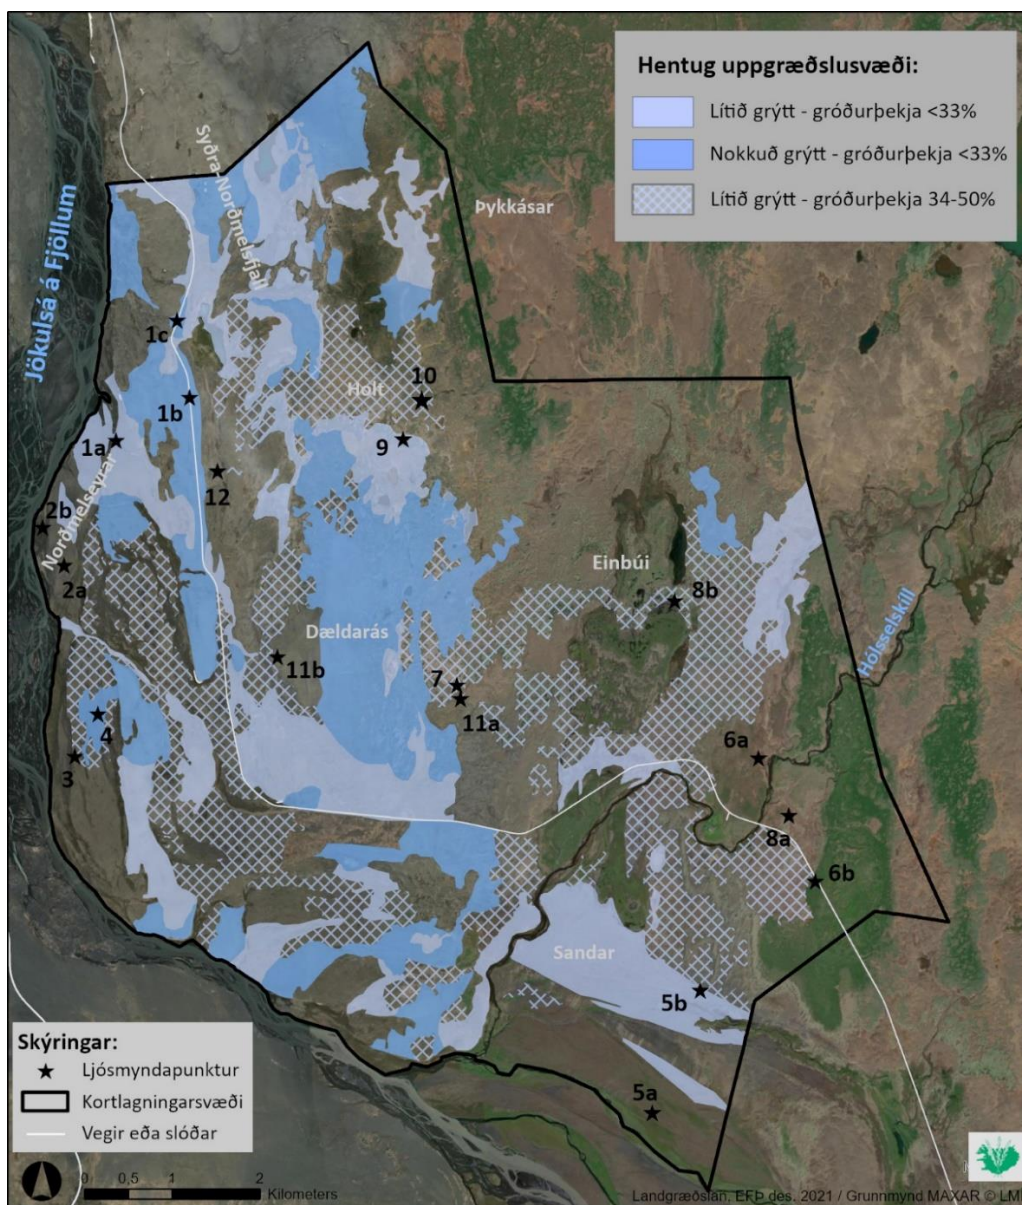 Hentug uppgræðslusvæði:
Lítið grýtt - gróðurþekja <33%
Nokkuð grýtt - gróðurþekja <33%
Lítið grýtt - gróðurþekja 34-50%
Syðra-Norðmelsfjall
Þykkásar
Jökulsá á Fjöllum
1c
10
Holt
1b
9
1a
12
Norðmelseyjar
2b
2a
Einbúi
8b
Hólsselskíll
Dældarás
11b
7
11a
4
6a
3
8a
6b
Sandar
5b
5a
Skýringar:
Ljósmyndapunktur
Kortlagningarsvæði
Vegir eða slóðar
0 0,5 1 2
Kilometers
Landgræðslan, EFÞ des. 2021 / Grunnmynd MAXAR © LMI